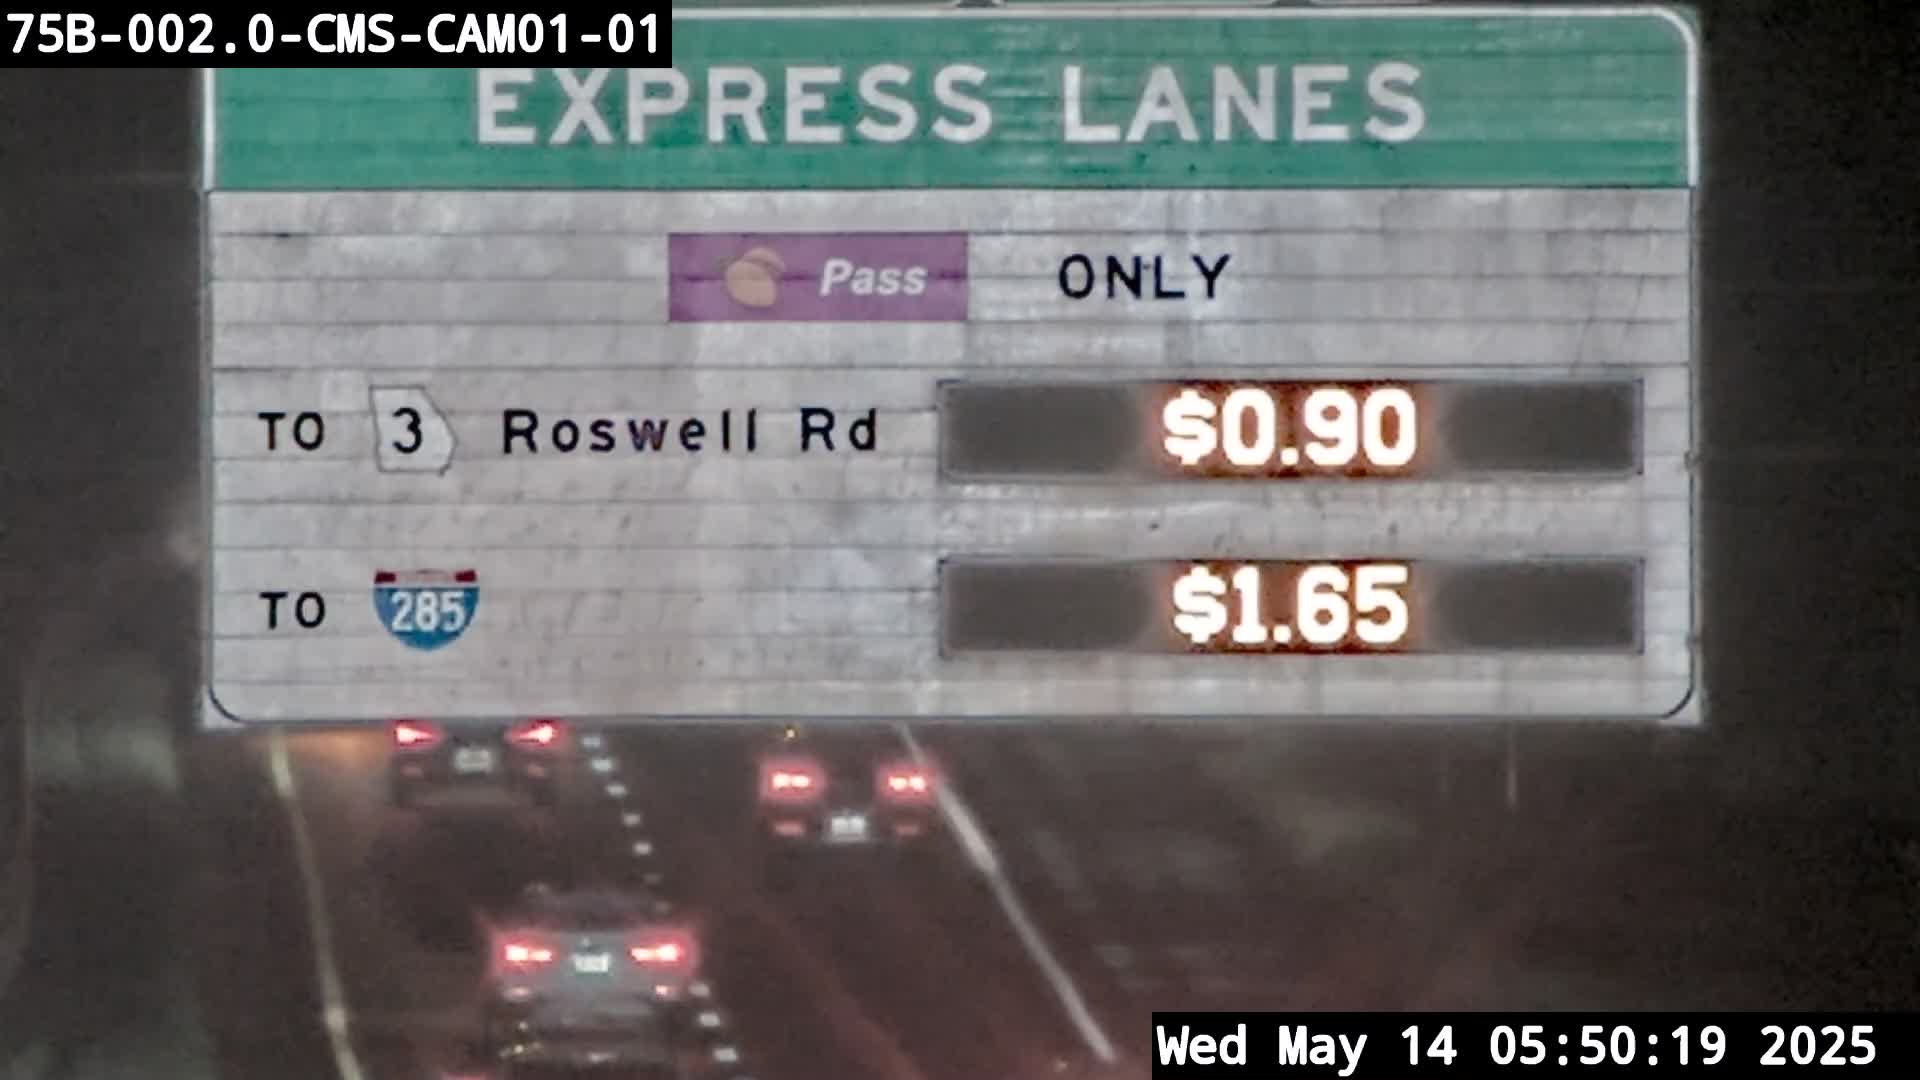 75B-002.0-CMS-CAM01-01
EXPRESS LANES
Pass ONLY
TO 3 Roswell Rd $0.90
TO 285 $1.65
Wed May 14 05:50:19 2025